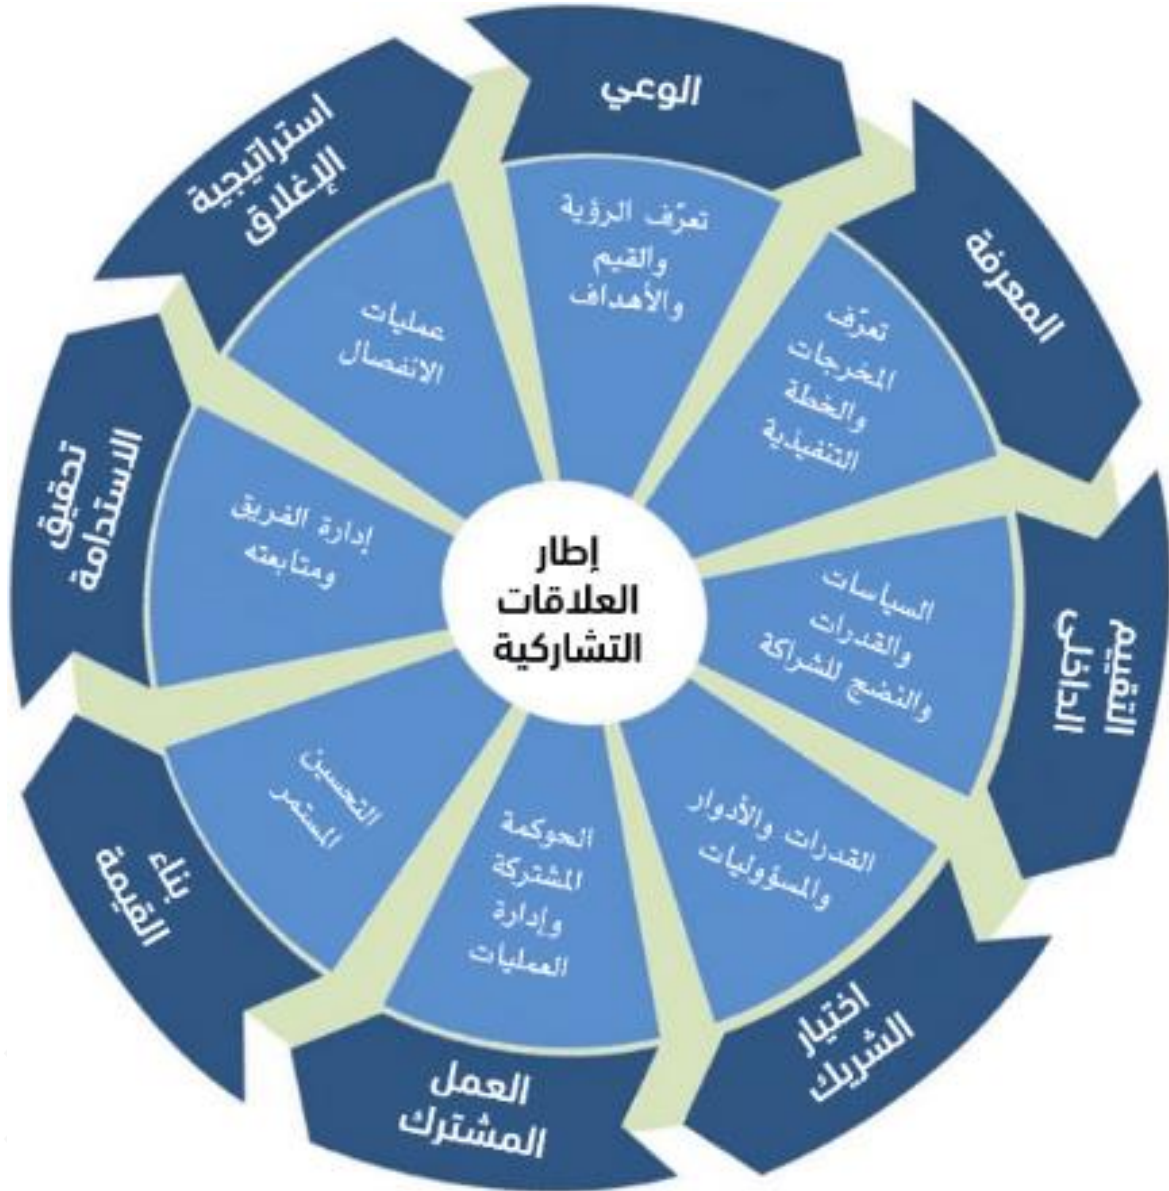 إطار
العلاقات
التشاركية
الوعي
تعرّف الرؤية
والقيم
والأهداف
المعرفة
تعرّف
المخرجات
والخطة
التنفيذية
التقييم
الداخلى
السياسات
والقدرات
والنضج للشراكة
اختيار
الشريك
القدرات والأدوار
والمسؤوليات
العمل
المشترك
الحوكمة
المشتركة
وإدارة
العمليات
بناء
القيمة
التحسين
المستمر
تحقيق
الاستدامة
إدارة الفريق
ومتابعته
استراتيجية
الإغلاق
عمليات
الانفصال